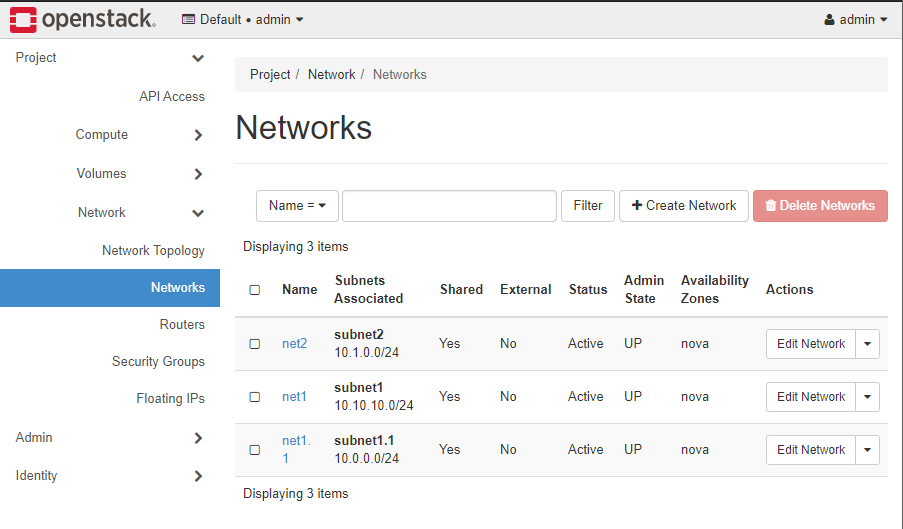 openstack. Default • admin admin
Project
API Access
Compute
Volumes
Network
Network Topology
Networks
Routers
Security Groups
Floating IPs
Admin
Identity
Project / Network / Networks
Networks
Name = Filter + Create Network Delete Networks
Displaying 3 items
Name Subnets Associated Shared External Status Admin State Availability Zones Actions
net2 subnet2 10.1.0.0/24 Yes No Active UP nova Edit Network
net1 subnet1 10.10.10.0/24 Yes No Active UP nova Edit Network
net1.1 subnet1.1 10.0.0.0/24 Yes No Active UP nova Edit Network
Displaying 3 items